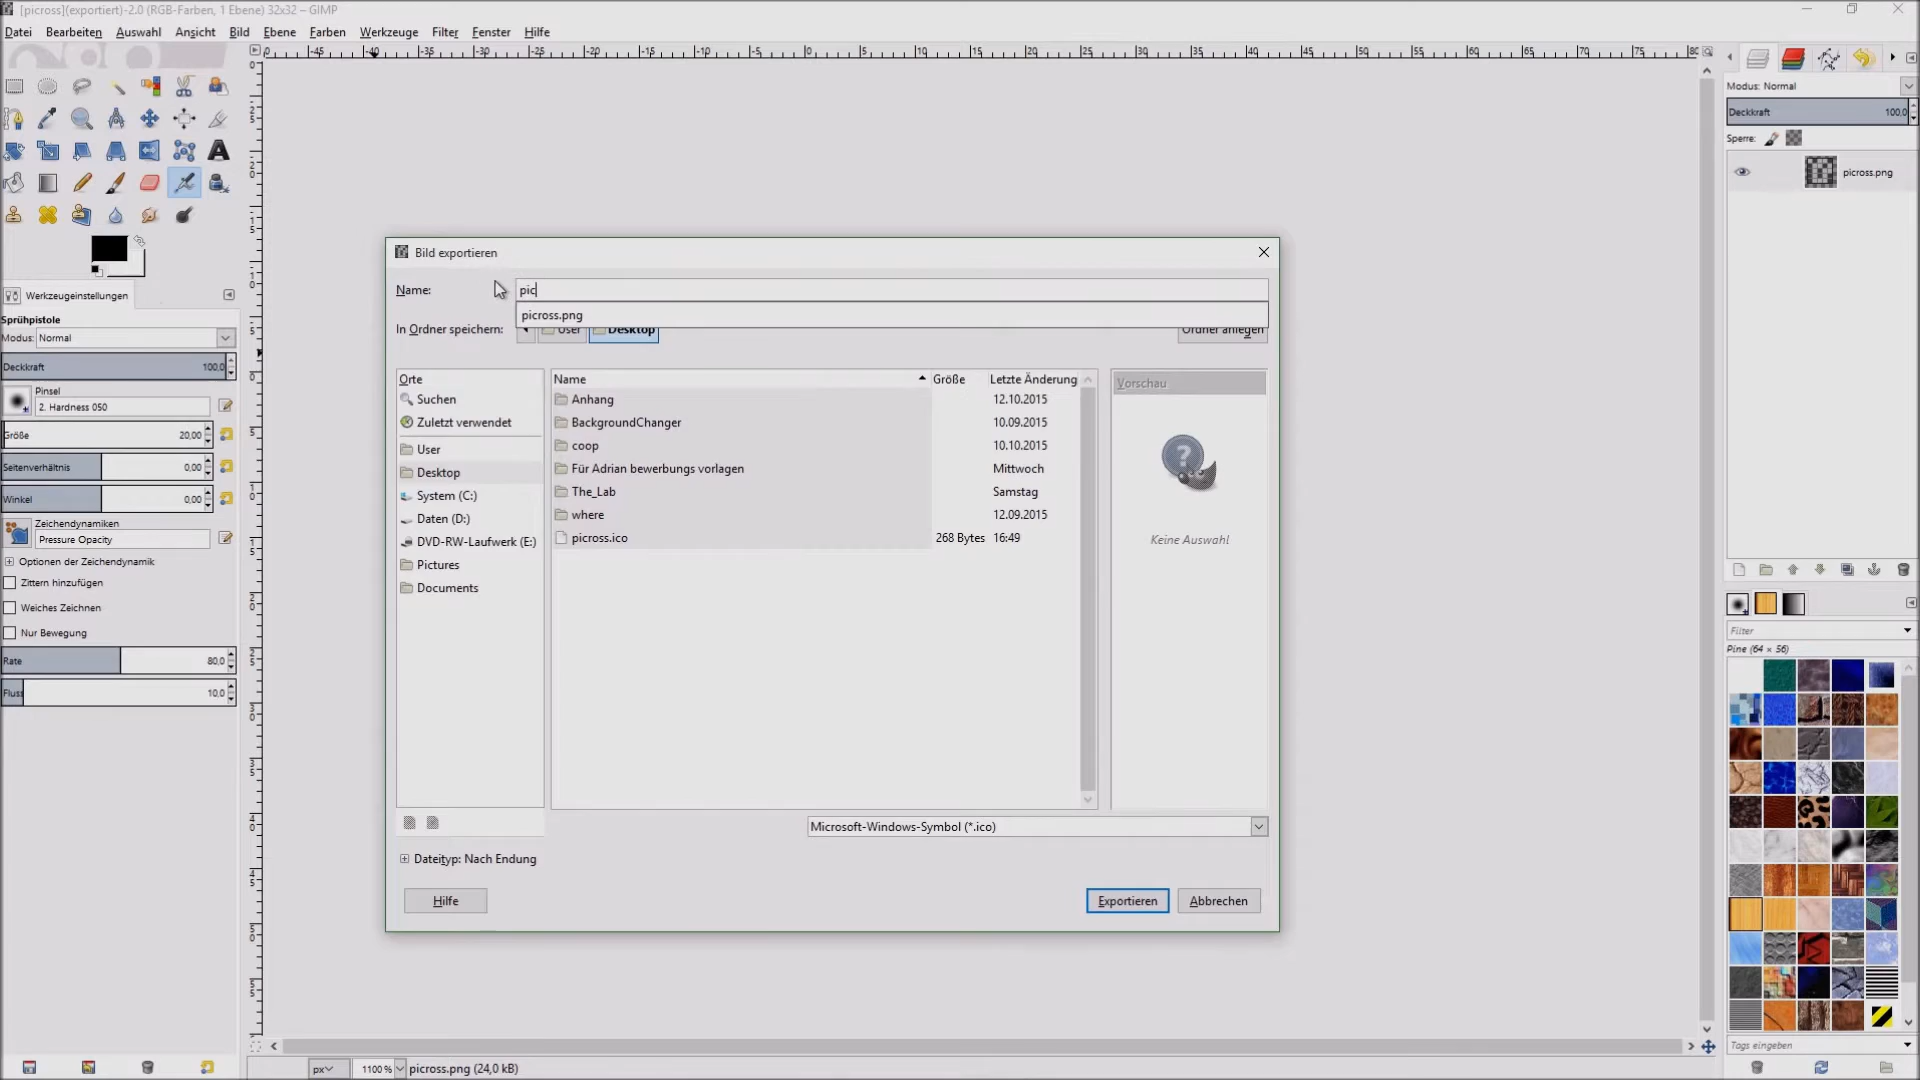 [picross](exportiert)-2.0 (RGB-Farben, 1 Ebene) 32x32 – GIMP
Datei Bearbeiten Auswahl Ansicht Bild Ebene Farben Werkzeuge Filter Fenster Hilfe
Modus: Normal
Deckkraft 100,0
Sperre:
picross.png
Bild exportieren
Name: pic
picross.png
In Ordner speichern: User Desktop Ordner anlegen
Werkzeugeinstellungen
Sprühpistole
Modus: Normal
Deckkraft 100,0
Pinsel
2. Hardness 050
Größe 20,00
Seitenverhältnis 0,00
Winkel 0,00
Zeichendynamiken
Pressure Opacity
Optionen der Zeichendynamik
Zittern hinzufügen
Weiches Zeichnen
Nur Bewegung
Rate 80,0
Fluss 10,0
Orte
Suchen
Zuletzt verwendet
User
Desktop
System (C:)
Daten (D:)
DVD-RW-Laufwerk (E:)
Pictures
Documents
Name Größe Letzte Änderung
Anhang 12.10.2015
BackgroundChanger 10.09.2015
coop 10.10.2015
Für Adrian bewerbungs vorlagen Mittwoch
The_Lab Samstag
where 12.09.2015
picross.ico 268 Bytes 16:49
Vorschau
Keine Auswahl
Microsoft-Windows-Symbol (*.ico)
Dateityp: Nach Endung
Hilfe Exportieren Abbrechen
Filter
Pine (64 × 56)
Tags eingeben
px 1100 % picross.png (24,0 kB)